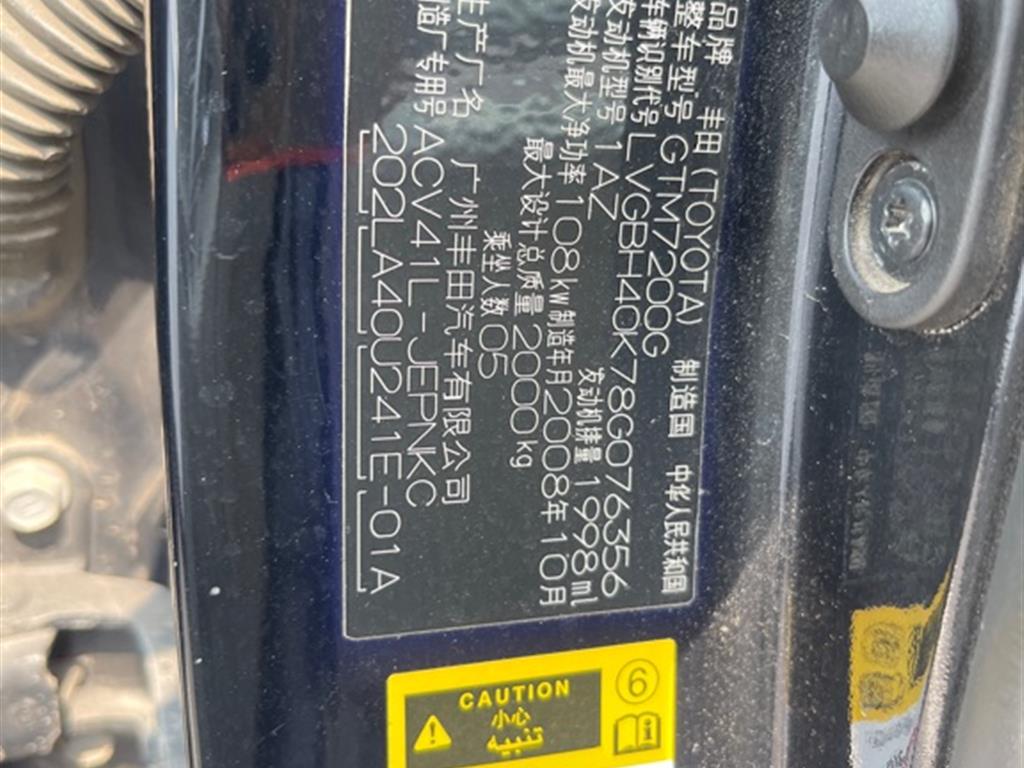 品牌 丰田(TOYOTA) 制造国 中华人民共和国
整车型号 GTM7200G
车辆识别代号 LVGBH40K78G076356
发动机型号 1AZ 发动机排量 1998ml
发动机最大净功率 108kw 制造年月 2008年10月
最大设计总质量 2000kg
乘坐人数 05
生产厂名 广州丰田汽车有限公司
制造厂专用号 ACV41L-JEPNKC
202LA40U241E-01A
CAUTION
小心
تنبيه
6
i